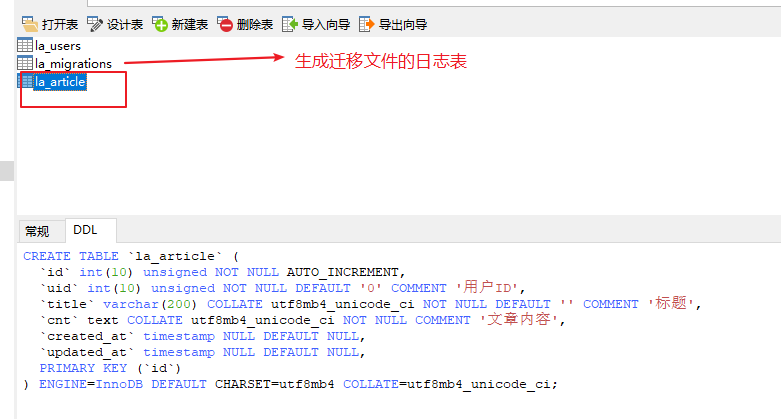 打开表 设计表 新建表 删除表 导入向导 导出向导
la_users
la_migrations 生成迁移文件的日志表
la_article
常规 DDL
CREATE TABLE `la_article` (
`id` int(10) unsigned NOT NULL AUTO_INCREMENT,
`uid` int(10) unsigned NOT NULL DEFAULT '0' COMMENT '用户ID',
`title` varchar(200) COLLATE utf8mb4_unicode_ci NOT NULL DEFAULT '' COMMENT '标题',
`cnt` text COLLATE utf8mb4_unicode_ci NOT NULL COMMENT '文章内容',
`created_at` timestamp NULL DEFAULT NULL,
`updated_at` timestamp NULL DEFAULT NULL,
PRIMARY KEY (`id`)
) ENGINE=InnoDB DEFAULT CHARSET=utf8mb4 COLLATE=utf8mb4_unicode_ci;